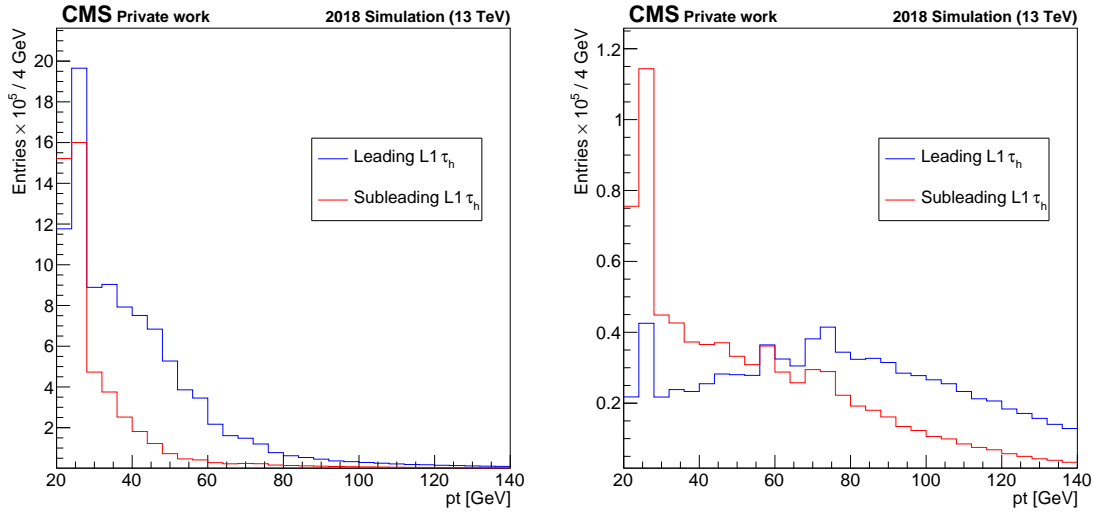 CMS Private work 2018 Simulation (13 TeV)
Entries × 10⁵ / 4 GeV
20
18
16
14
12
10
8
6
4
2
Leading L1 τₕ
Subleading L1 τₕ
20 40 60 80 100 120 140
pt [GeV]
CMS Private work 2018 Simulation (13 TeV)
Entries × 10⁵ / 4 GeV
1.2
1
0.8
0.6
0.4
0.2
Leading L1 τₕ
Subleading L1 τₕ
20 40 60 80 100 120 140
pt [GeV]